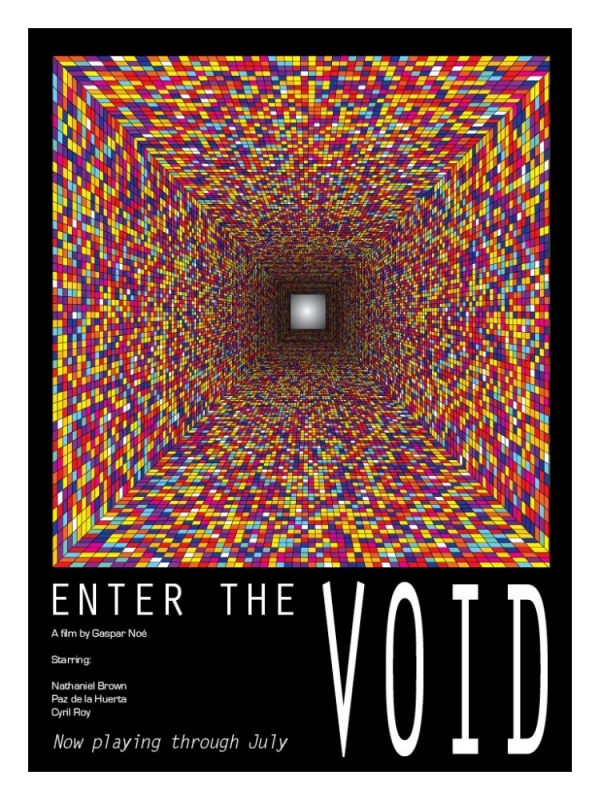 ENTER THE VOID
A film by Gaspar Noé
Starring:
Nathaniel Brown
Paz de la Huerta
Cyril Roy
Now playing through July